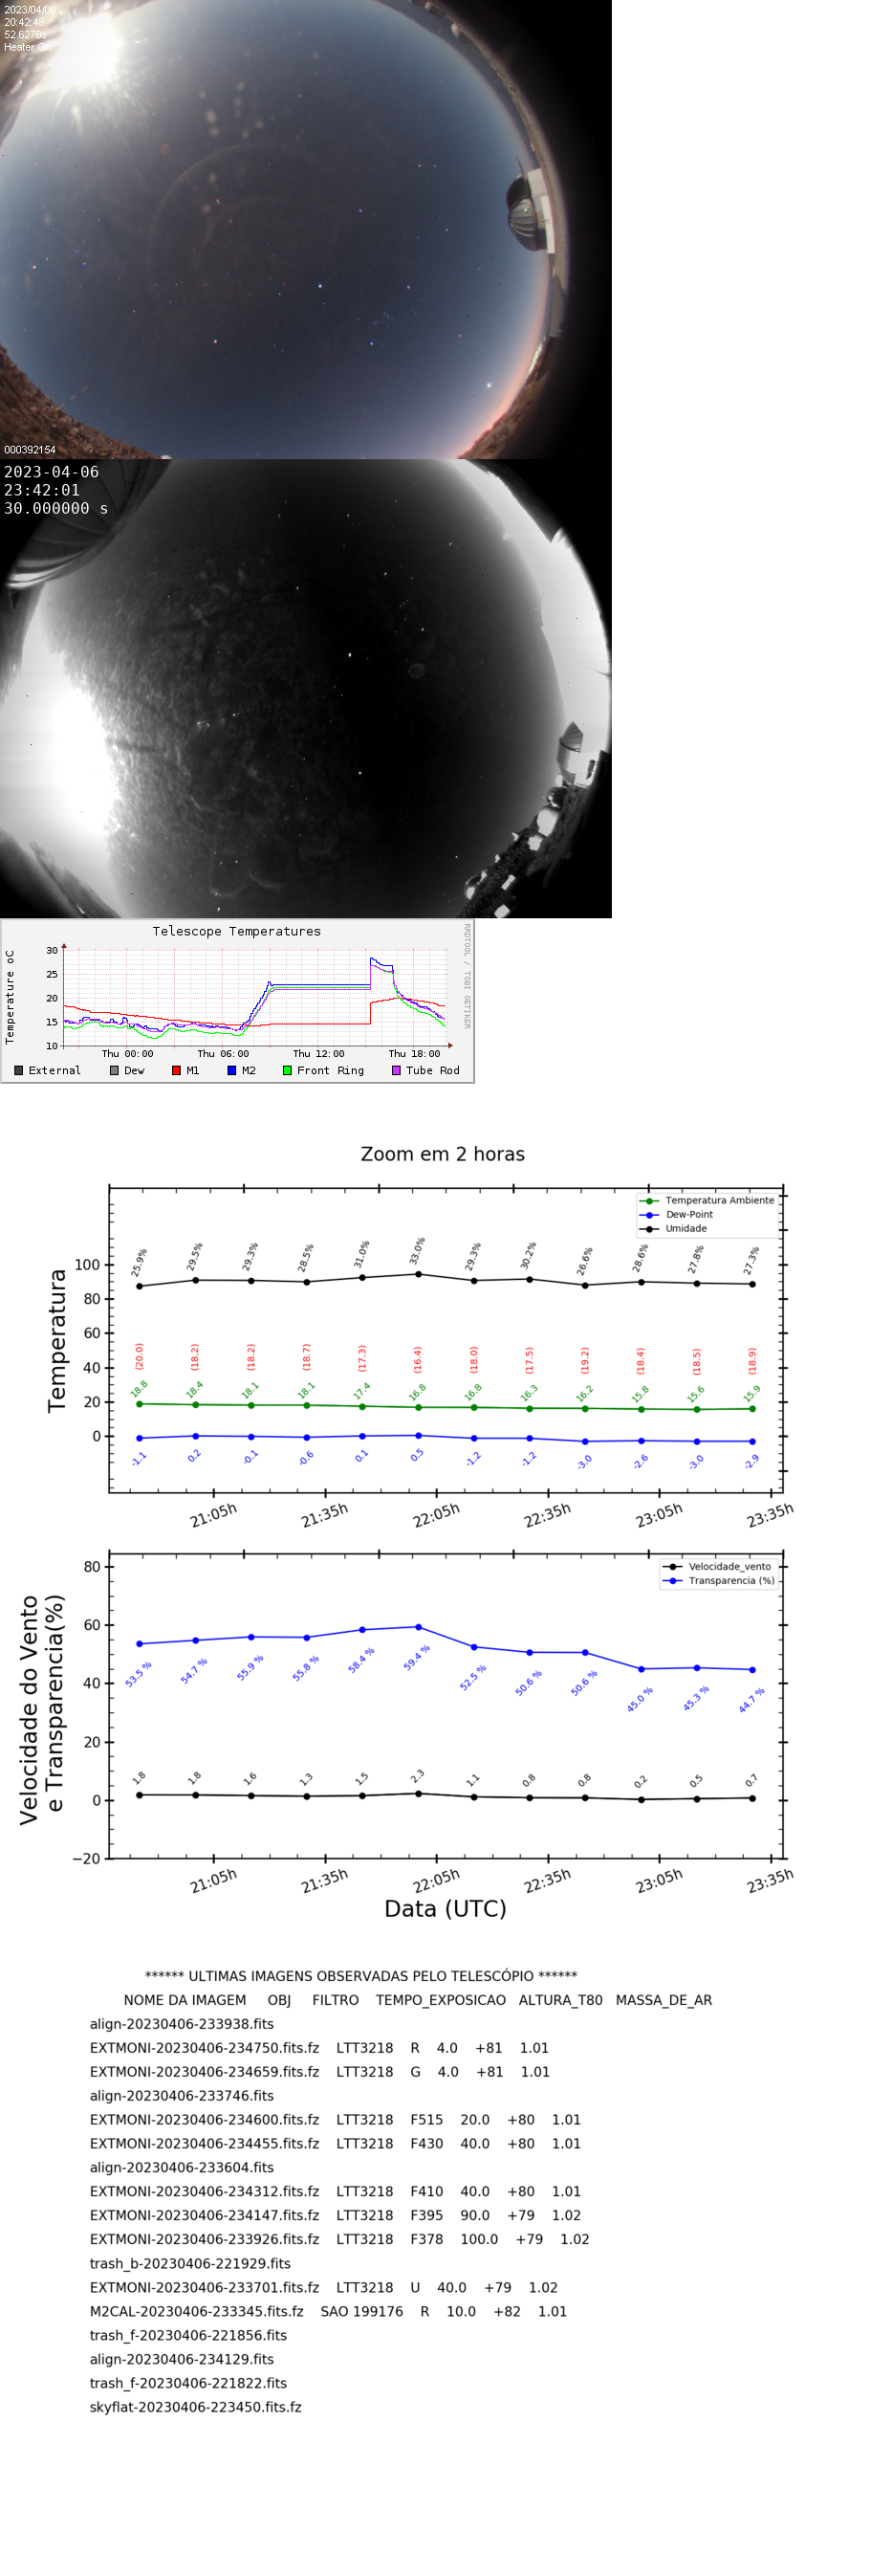 2023/04/06
20:42:48
52.6270s
Heater
000392154
2023-04-06
23:42:01
30.000000 s
Telescope Temperatures
RRDTOOL / TOBI OETIKER
Temperature oC
30
25
20
15
10
Thu 00:00 Thu 06:00 Thu 12:00 Thu 18:00
External Dew M1 M2 Front Ring Tube Rod
Zoom em 2 horas
Temperatura Ambiente
Dew-Point
Umidade
Temperatura
100
80
60
40
20
0
25.9% 29.5% 29.3% 28.5% 31.0% 33.0% 29.3% 30.2% 26.6% 28.6% 27.8% 27.3%
(20.0) (18.2) (18.2) (18.7) (17.3) (16.4) (18.0) (17.5) (19.2) (18.4) (18.5) (18.9)
18.8 18.4 18.1 18.1 17.4 16.8 16.8 16.3 16.2 15.8 15.6 15.9
-1.1 0.2 -0.1 -0.6 0.1 0.5 -1.2 -1.2 -3.0 -2.6 -3.0 -2.9
21:05h 21:35h 22:05h 22:35h 23:05h 23:35h
Velocidade_vento
Transparencia (%)
Velocidade do Vento
e Transparencia(%)
80
60
40
20
0
−20
53.5 % 54.7 % 55.9 % 55.8 % 58.4 % 59.4 % 52.5 % 50.6 % 50.6 % 45.0 % 45.3 % 44.7 %
1.8 1.8 1.6 1.3 1.5 2.3 1.1 0.8 0.8 0.2 0.5 0.7
21:05h 21:35h 22:05h 22:35h 23:05h 23:35h
Data (UTC)
****** ULTIMAS IMAGENS OBSERVADAS PELO TELESCÓPIO ******
NOME DA IMAGEM OBJ FILTRO TEMPO_EXPOSICAO ALTURA_T80 MASSA_DE_AR
align-20230406-233938.fits
EXTMONI-20230406-234750.fits.fz LTT3218 R 4.0 +81 1.01
EXTMONI-20230406-234659.fits.fz LTT3218 G 4.0 +81 1.01
align-20230406-233746.fits
EXTMONI-20230406-234600.fits.fz LTT3218 F515 20.0 +80 1.01
EXTMONI-20230406-234455.fits.fz LTT3218 F430 40.0 +80 1.01
align-20230406-233604.fits
EXTMONI-20230406-234312.fits.fz LTT3218 F410 40.0 +80 1.01
EXTMONI-20230406-234147.fits.fz LTT3218 F395 90.0 +79 1.02
EXTMONI-20230406-233926.fits.fz LTT3218 F378 100.0 +79 1.02
trash_b-20230406-221929.fits
EXTMONI-20230406-233701.fits.fz LTT3218 U 40.0 +79 1.02
M2CAL-20230406-233345.fits.fz SAO 199176 R 10.0 +82 1.01
trash_f-20230406-221856.fits
align-20230406-234129.fits
trash_f-20230406-221822.fits
skyflat-20230406-223450.fits.fz